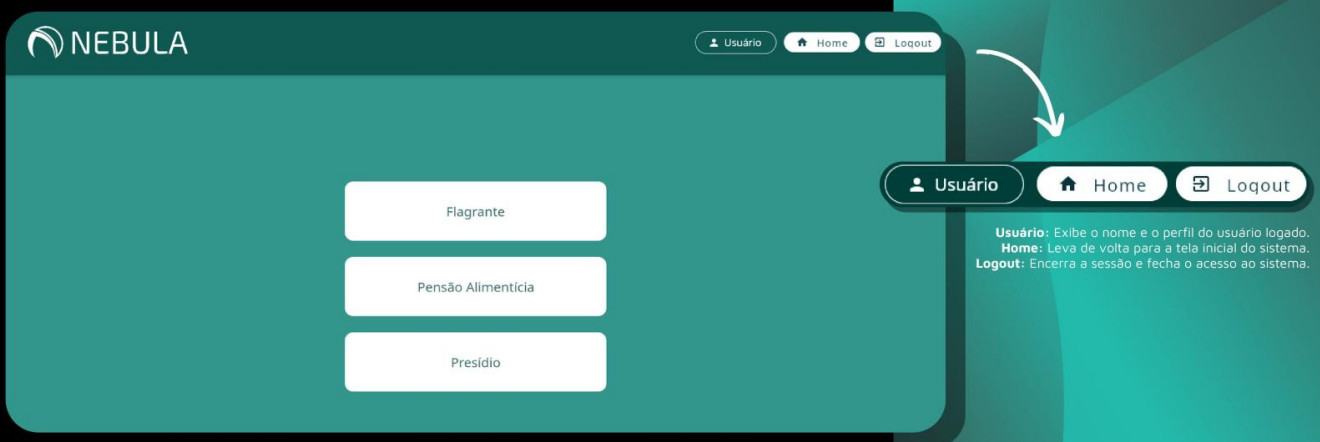 NEBULA
Usuário Home Logout
Flagrante
Pensão Alimentícia
Presídio
Usuário Home Logout
Usuário: Exibe o nome e o perfil do usuário logado.
Home: Leva de volta para a tela inicial do sistema.
Logout: Encerra a sessão e fecha o acesso ao sistema.